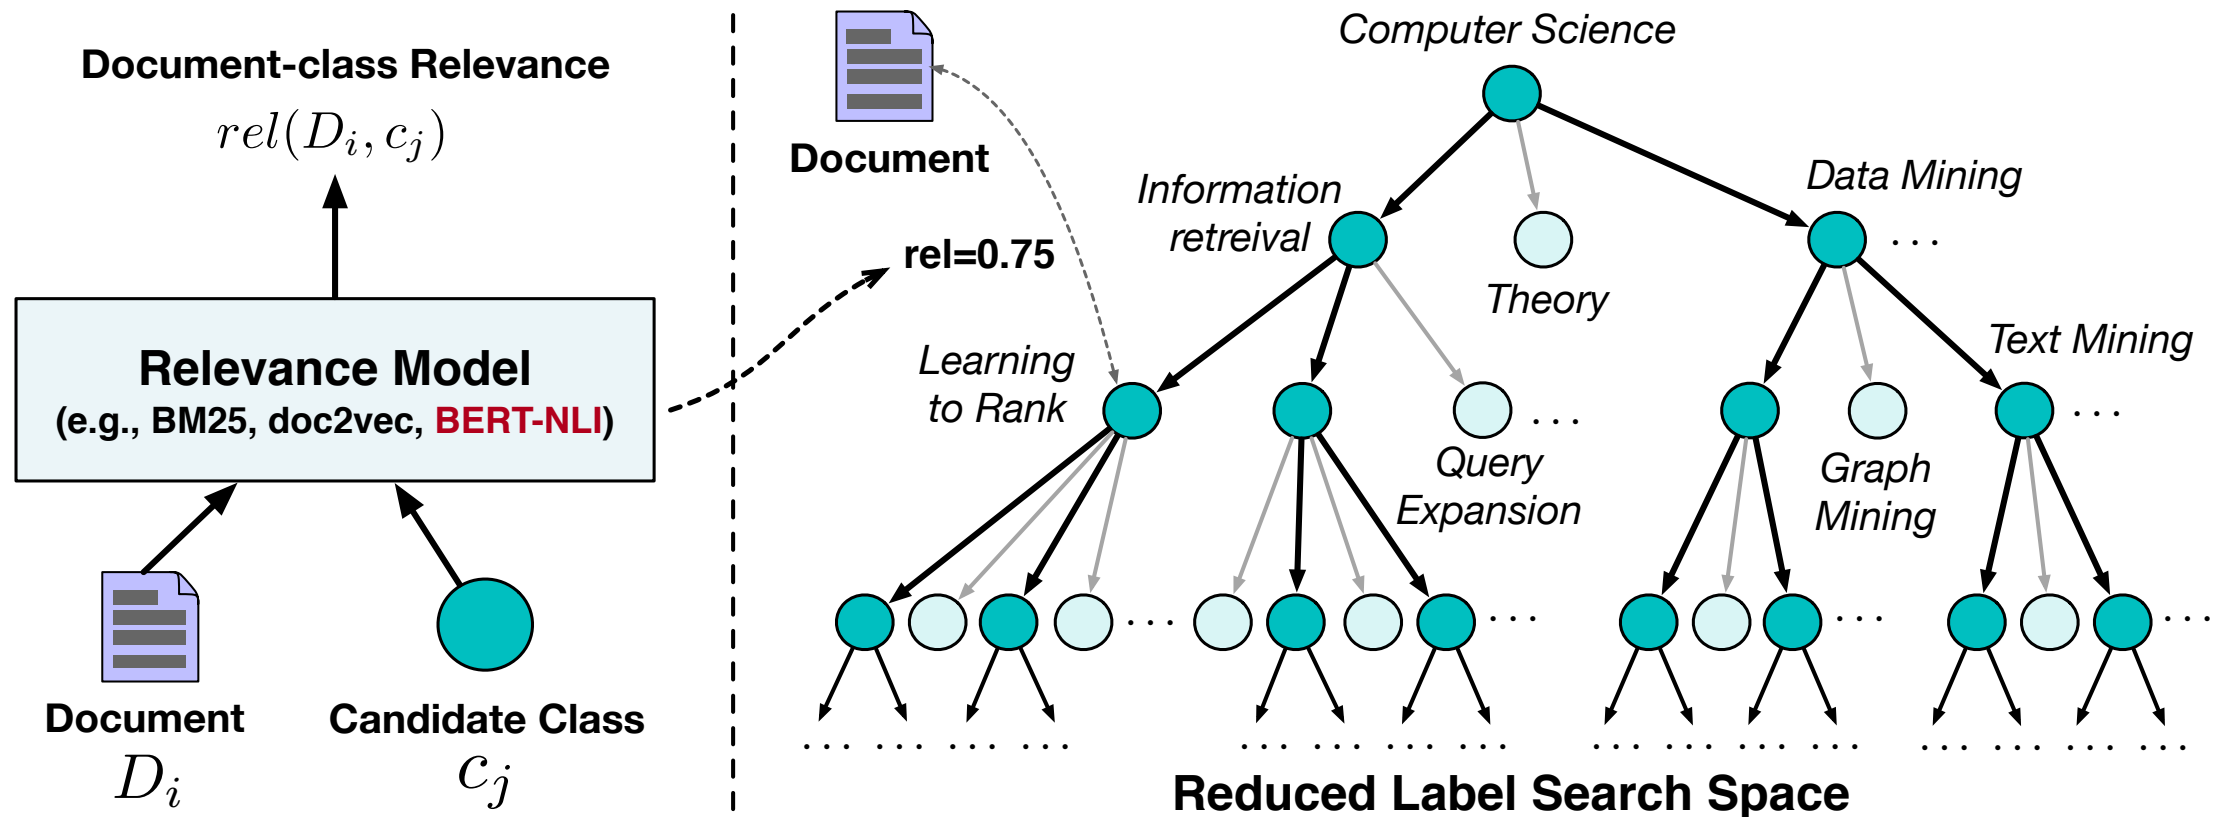 Document-class Relevance
rel(D_i, c_j)
Relevance Model
(e.g., BM25, doc2vec, BERT-NLI)
Document
D_i
Candidate Class
c_j
Document
rel=0.75
Computer Science
Information
retreival
Theory
Data Mining
. . .
Learning
to Rank
Query
Expansion
. . .
Graph
Mining
Text Mining
. . .
. . . . . . . . . . . .
. . . . . . . . . . . . . . . . . . . . . . . . . . . . . . . . . . . . . . . . . . . . . . . .
Reduced Label Search Space